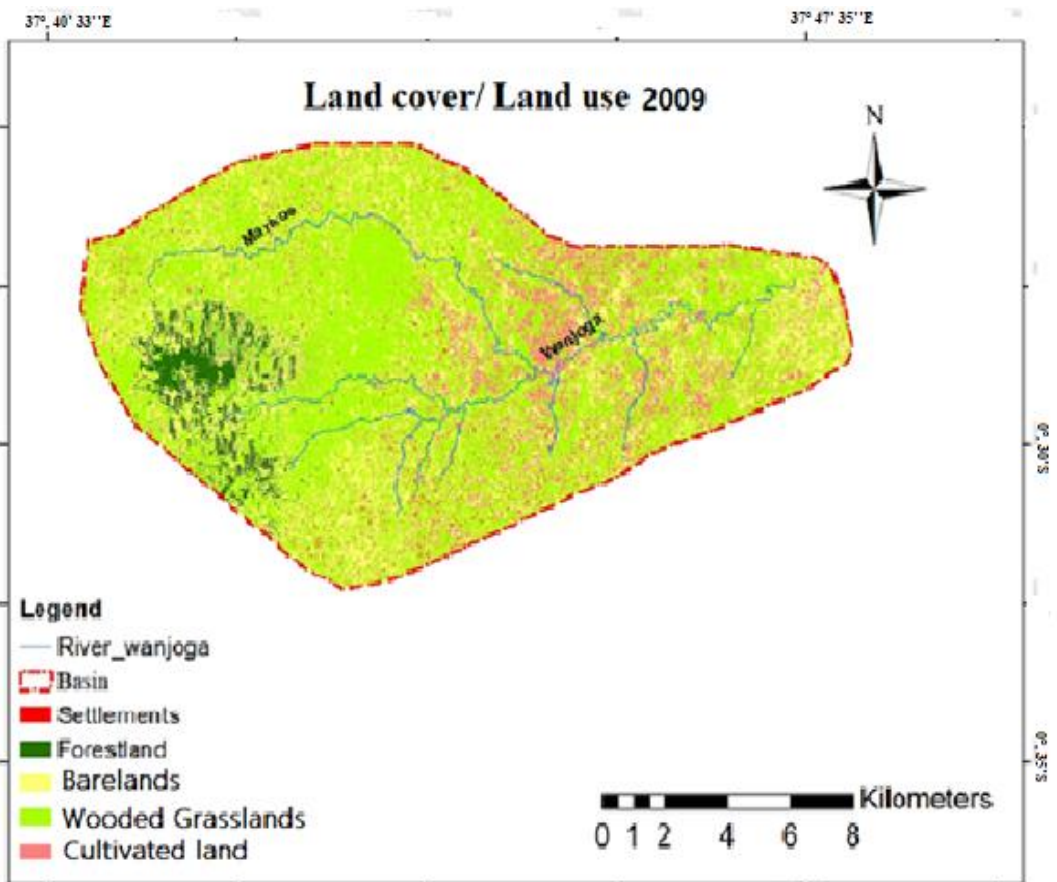 37°, 40' 33''E
37° 47' 35''E
Land cover/ Land use 2009
N
Wanjoga
0°, 30'S
Legend
River_wanjoga
Basin
Settlements
Forestland
Barelands
Wooded Grasslands
Cultivated land
0°, 35'S
Kilometers
0 1 2 4 6 8